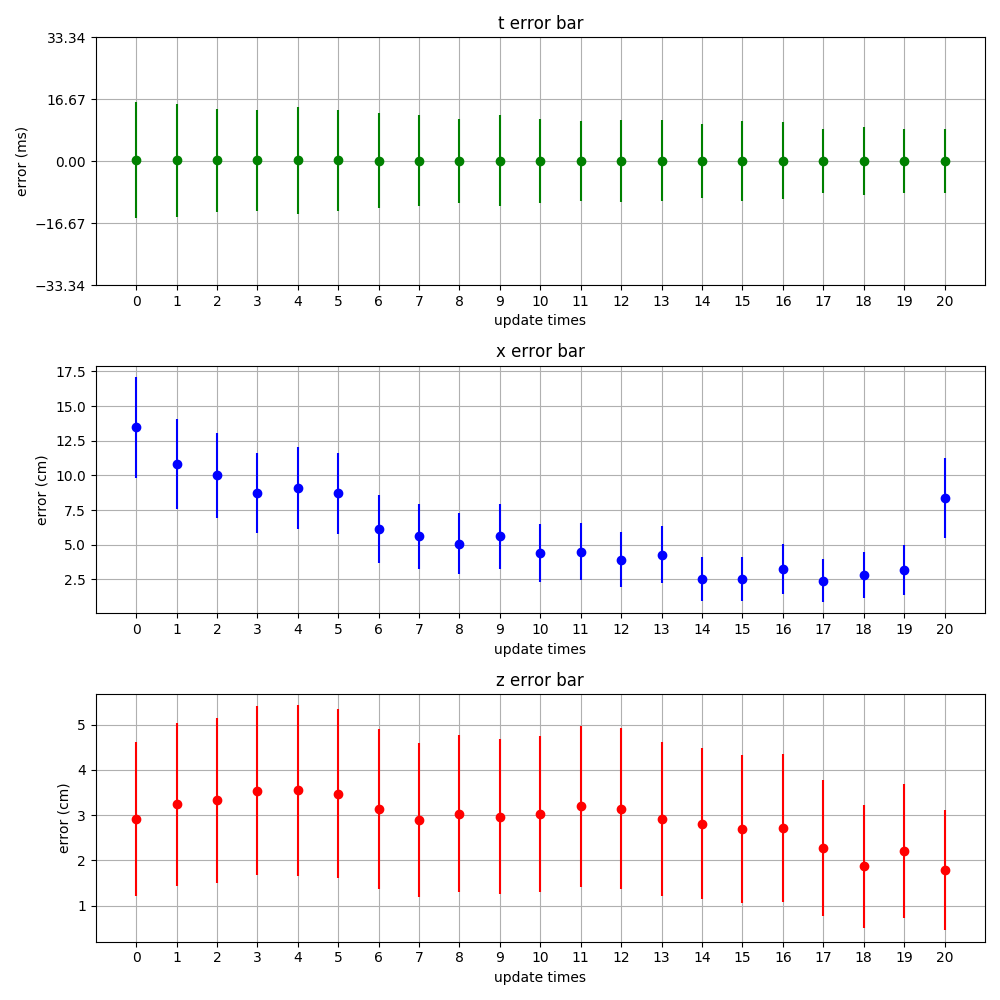 t error bar
error (ms)
33.34
16.67
0.00
−16.67
−33.34
0 1 2 3 4 5 6 7 8 9 10 11 12 13 14 15 16 17 18 19 20
update times
x error bar
error (cm)
17.5
15.0
12.5
10.0
7.5
5.0
2.5
0 1 2 3 4 5 6 7 8 9 10 11 12 13 14 15 16 17 18 19 20
update times
z error bar
error (cm)
5
4
3
2
1
0 1 2 3 4 5 6 7 8 9 10 11 12 13 14 15 16 17 18 19 20
update times